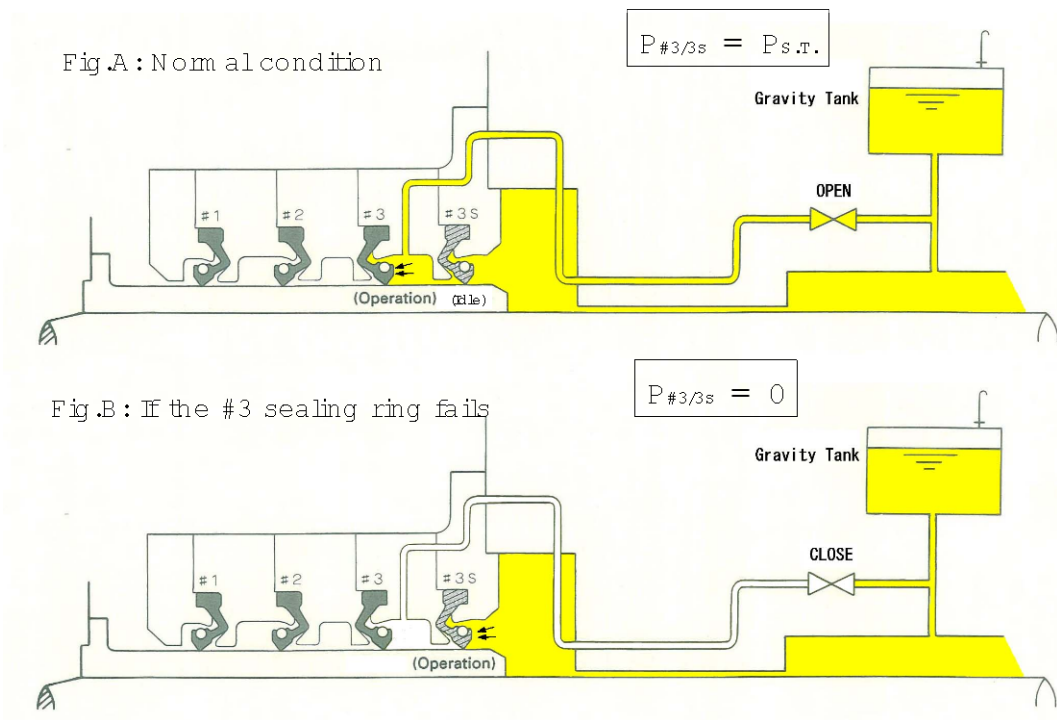 Fig.A: Normal condition
P#3/3s = Ps.T.
Gravity Tank
OPEN
#1 #2 #3 #3S
(Operation) (Idle)
Fig.B: If the #3 sealing ring fails
P#3/3s = 0
Gravity Tank
CLOSE
#1 #2 #3 #3S
(Operation)